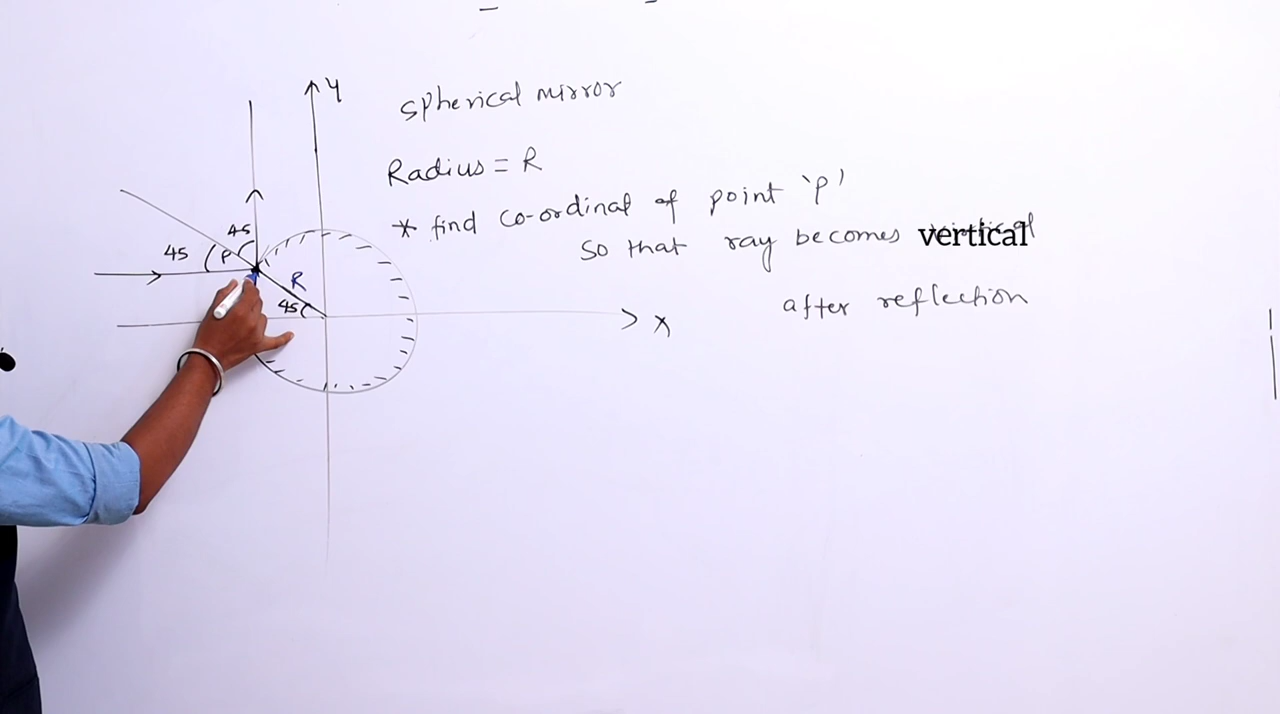 Y
spherical mirror
Radius = R
* find co-ordinal of point 'P'
so that ray becomes vertical
after reflection
45
45
P
R
45
X